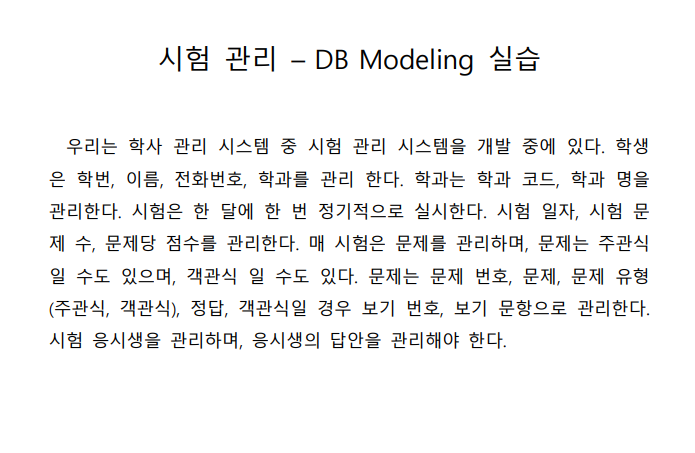 시험 관리 – DB Modeling 실습
우리는 학사 관리 시스템 중 시험 관리 시스템을 개발 중에 있다. 학생
은 학번, 이름, 전화번호, 학과를 관리 한다. 학과는 학과 코드, 학과 명을
관리한다. 시험은 한 달에 한 번 정기적으로 실시한다. 시험 일자, 시험 문
제 수, 문제당 점수를 관리한다. 매 시험은 문제를 관리하며, 문제는 주관식
일 수도 있으며, 객관식 일 수도 있다. 문제는 문제 번호, 문제, 문제 유형
(주관식, 객관식), 정답, 객관식일 경우 보기 번호, 보기 문항으로 관리한다.
시험 응시생을 관리하며, 응시생의 답안을 관리해야 한다.